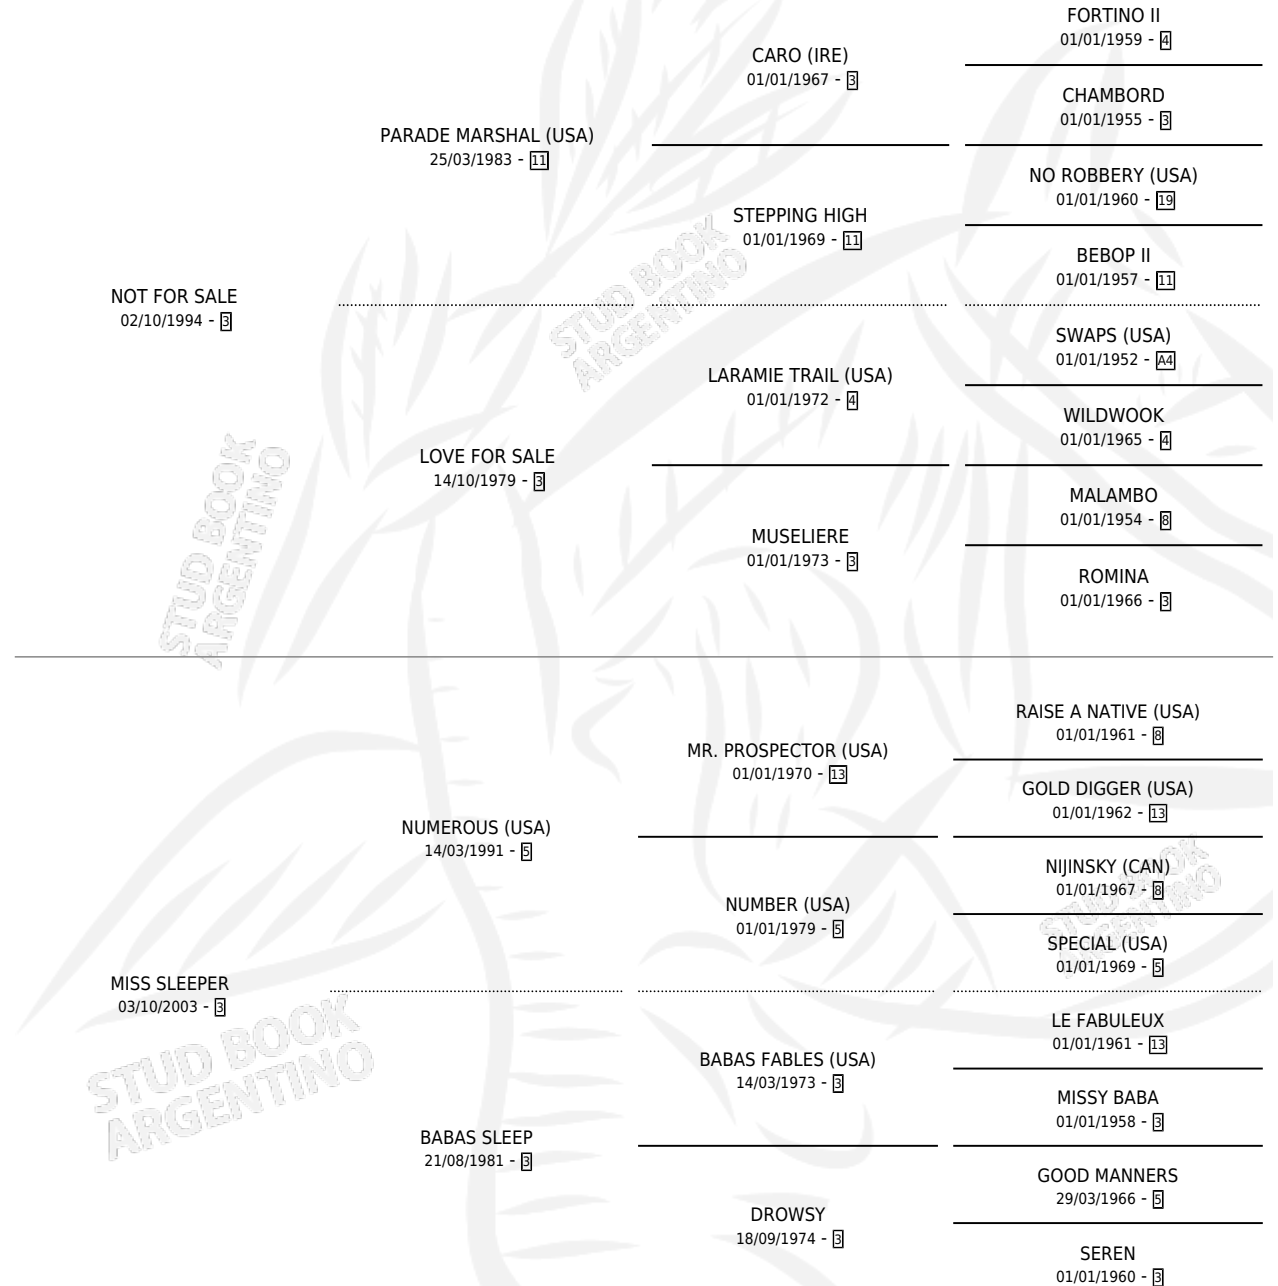 FORTINO II
01/01/1959 - 4
CARO (IRE)
01/01/1967 - 3
CHAMBORD
01/01/1955 - 3
PARADE MARSHAL (USA)
25/03/1983 - 11
NO ROBBERY (USA)
01/01/1960 - 19
STEPPING HIGH
01/01/1969 - 11
BEBOP II
01/01/1957 - 11
NOT FOR SALE
02/10/1994 - 3
STUD BOOK
ARGENTINO
SWAPS (USA)
01/01/1952 - A4
LARAMIE TRAIL (USA)
01/01/1972 - 4
WILDWOOK
01/01/1965 - 4
LOVE FOR SALE
14/10/1979 - 3
MALAMBO
01/01/1954 - 8
MUSELIERE
01/01/1973 - 3
ROMINA
01/01/1966 - 3
STUD BOOK
ARGENTINO
RAISE A NATIVE (USA)
01/01/1961 - 8
MR. PROSPECTOR (USA)
01/01/1970 - 13
GOLD DIGGER (USA)
01/01/1962 - 13
NUMEROUS (USA)
14/03/1991 - 5
NIJINSKY (CAN)
01/01/1967 - 8
NUMBER (USA)
01/01/1979 - 5
STUD BOOK
ARGENTINO
SPECIAL (USA)
01/01/1969 - 5
MISS SLEEPER
03/10/2003 - 3
LE FABULEUX
01/01/1961 - 13
BABAS FABLES (USA)
14/03/1973 - 3
MISSY BABA
01/01/1958 - 3
STUD BOOK
ARGENTINO
BABAS SLEEP
21/08/1981 - 3
GOOD MANNERS
29/03/1966 - 5
DROWSY
18/09/1974 - 3
SEREN
01/01/1960 - 3